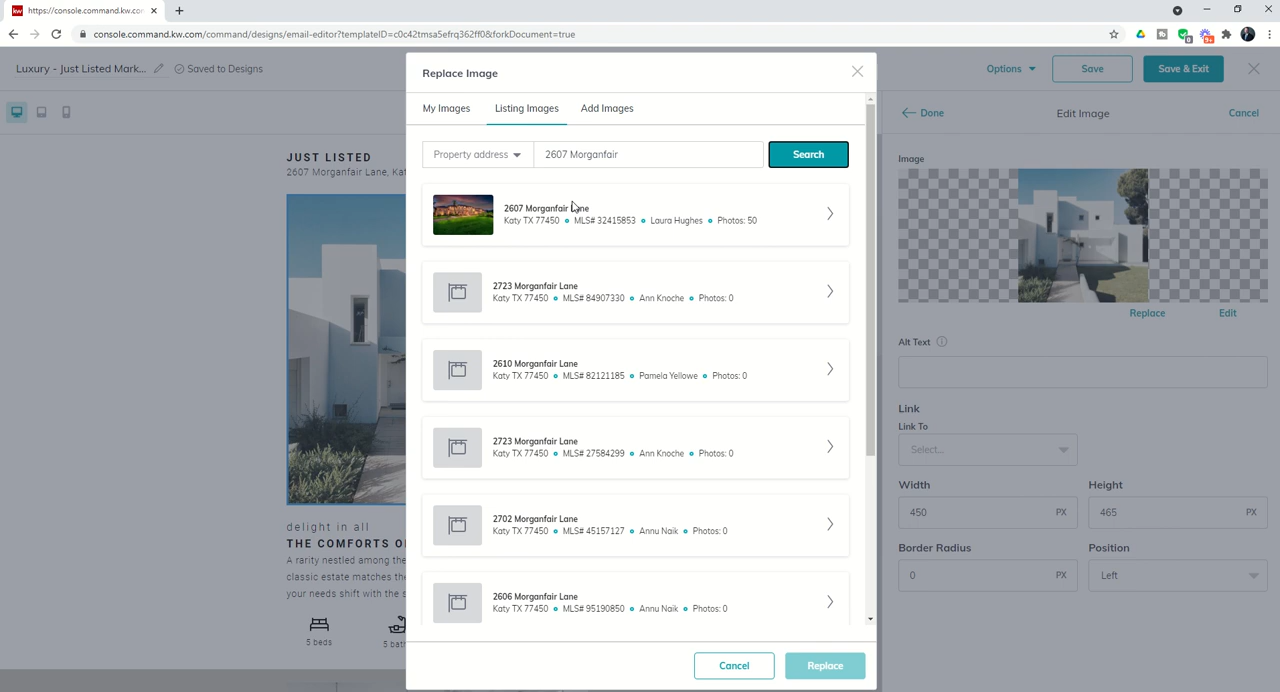 kw https://console.command.kw.com
console.command.kw.com/command/designs/email-editor?templateID=c0c42tmsa5efrq362ff0&forkDocument=true
0
9+
Luxury - Just Listed Mark...
Saved to Designs
Options
Save
Save & Exit
JUST LISTED
2607 Morganfair Lane, Kat
delight in all
THE COMFORTS O
A rarity nestled among the
classic estate matches the
your needs shift with the s
5 beds
5 bath
Replace Image
My Images
Listing Images
Add Images
Property address
2607 Morganfair
Search
2607 Morganfair Lane
Katy TX 77450 • MLS# 32415853 • Laura Hughes • Photos: 50
2723 Morganfair Lane
Katy TX 77450 • MLS# 84907330 • Ann Knoche • Photos: 0
2610 Morganfair Lane
Katy TX 77450 • MLS# 82121185 • Pamela Yellowe • Photos: 0
2723 Morganfair Lane
Katy TX 77450 • MLS# 27584299 • Ann Knoche • Photos: 0
2702 Morganfair Lane
Katy TX 77450 • MLS# 45157127 • Annu Naik • Photos: 0
2606 Morganfair Lane
Katy TX 77450 • MLS# 95190850 • Annu Naik • Photos: 0
Cancel
Replace
Done
Edit Image
Cancel
Image
Replace
Edit
Alt Text
Link
Link To
Select...
Width
Height
450 PX
465 PX
Border Radius
Position
0 PX
Left